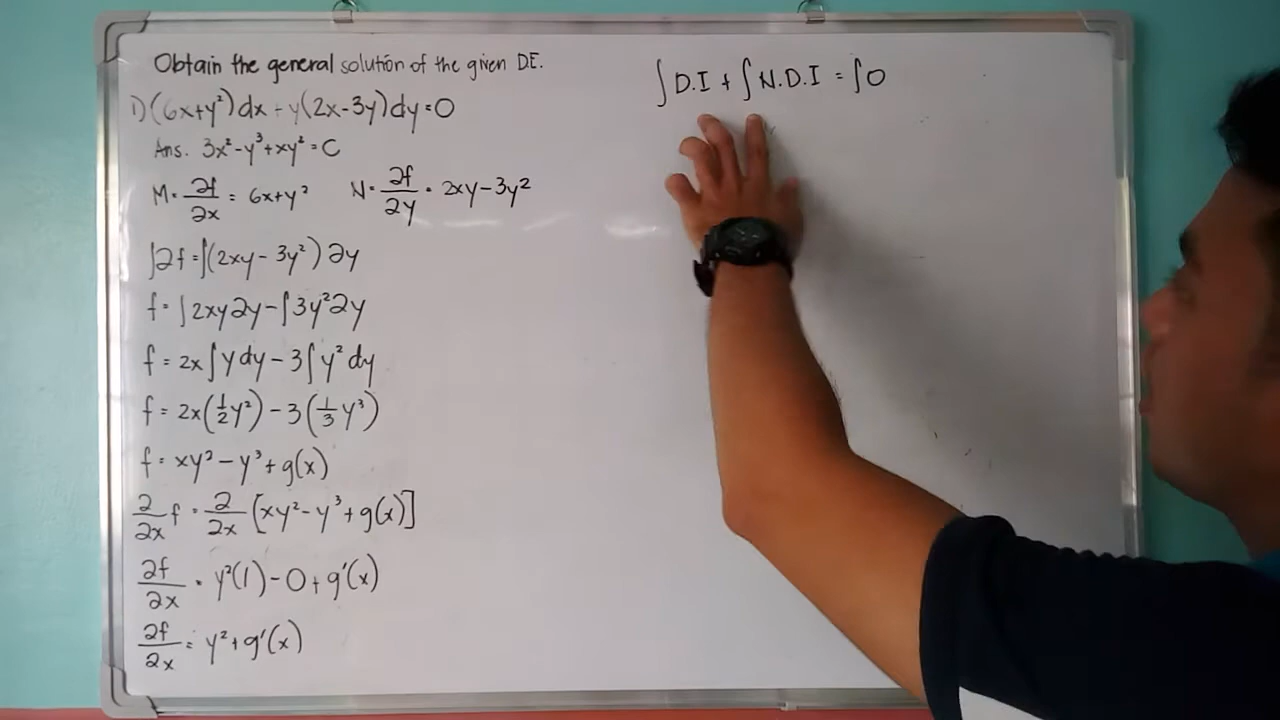 Obtain the general solution of the given D.E.
1) (6x+y²)dx + y(2x-3y)dy = 0
Ans. 3x²-y³+xy² = C
M = ∂f/∂x = 6x+y² N = ∂f/∂y = 2xy-3y²
∫∂f = ∫(2xy-3y²)∂y
f = ∫2xy∂y - ∫3y²∂y
f = 2x∫y dy - 3∫y² dy
f = 2x(½y²) - 3(⅓y³)
f = xy² - y³ + g(x)
∂/∂x f = ∂/∂x [xy² - y³ + g(x)]
∂f/∂x = y²(1) - 0 + g'(x)
∂f/∂x = y² + g'(x)
∫D.I + ∫N.D.I = ∫0